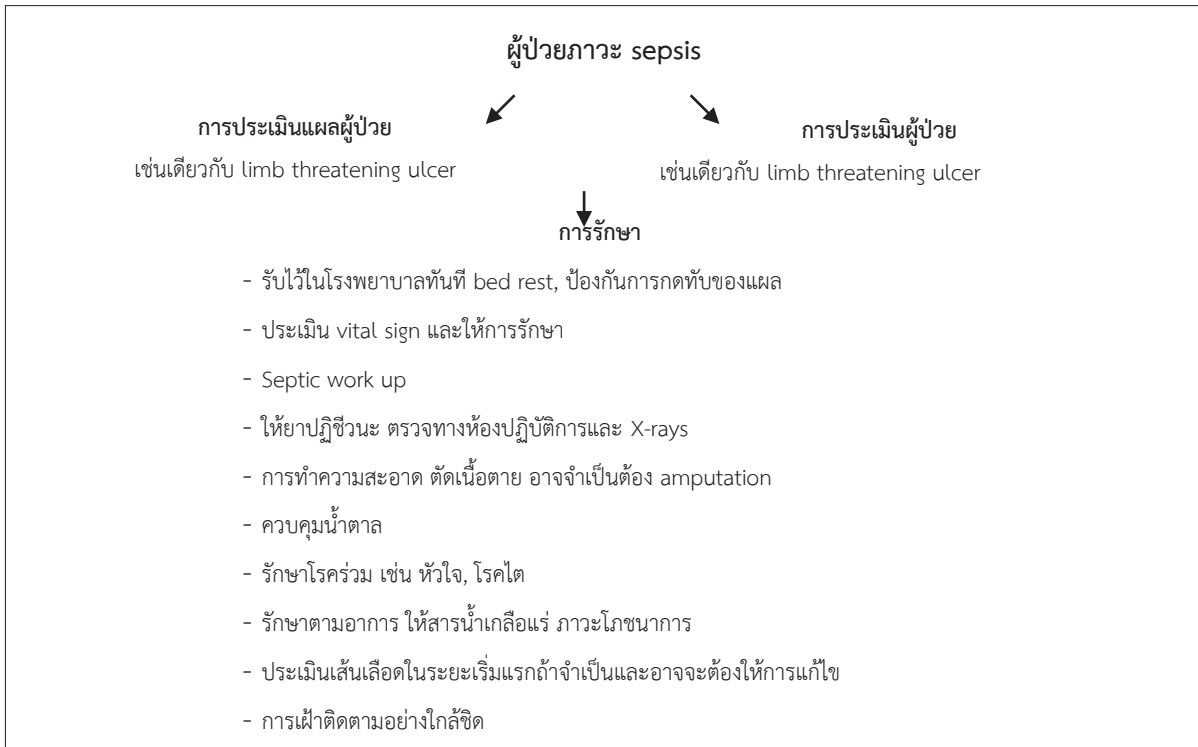 ผู้ป่วยภาวะ sepsis
การประเมินแผลผู้ป่วย
เช่นเดียวกับ limb threatening ulcer
การประเมินผู้ป่วย
เช่นเดียวกับ limb threatening ulcer
การรักษา
- รับไว้ในโรงพยาบาลทันที bed rest, ป้องกันการกดทับของแผล
- ประเมิน vital sign และให้การรักษา
- Septic work up
- ให้ยาปฏิชีวนะ ตรวจทางห้องปฏิบัติการและ X-rays
- การทำความสะอาด ตัดเนื้อตาย อาจจำเป็นต้อง amputation
- ควบคุมน้ำตาล
- รักษาโรคร่วม เช่น หัวใจ, โรคไต
- รักษาตามอาการ ให้สารน้ำเกลือแร่ ภาวะโภชนาการ
- ประเมินเส้นเลือดในระยะเริ่มแรกถ้าจำเป็นและอาจจะต้องให้การแก้ไข
- การเฝ้าติดตามอย่างใกล้ชิด